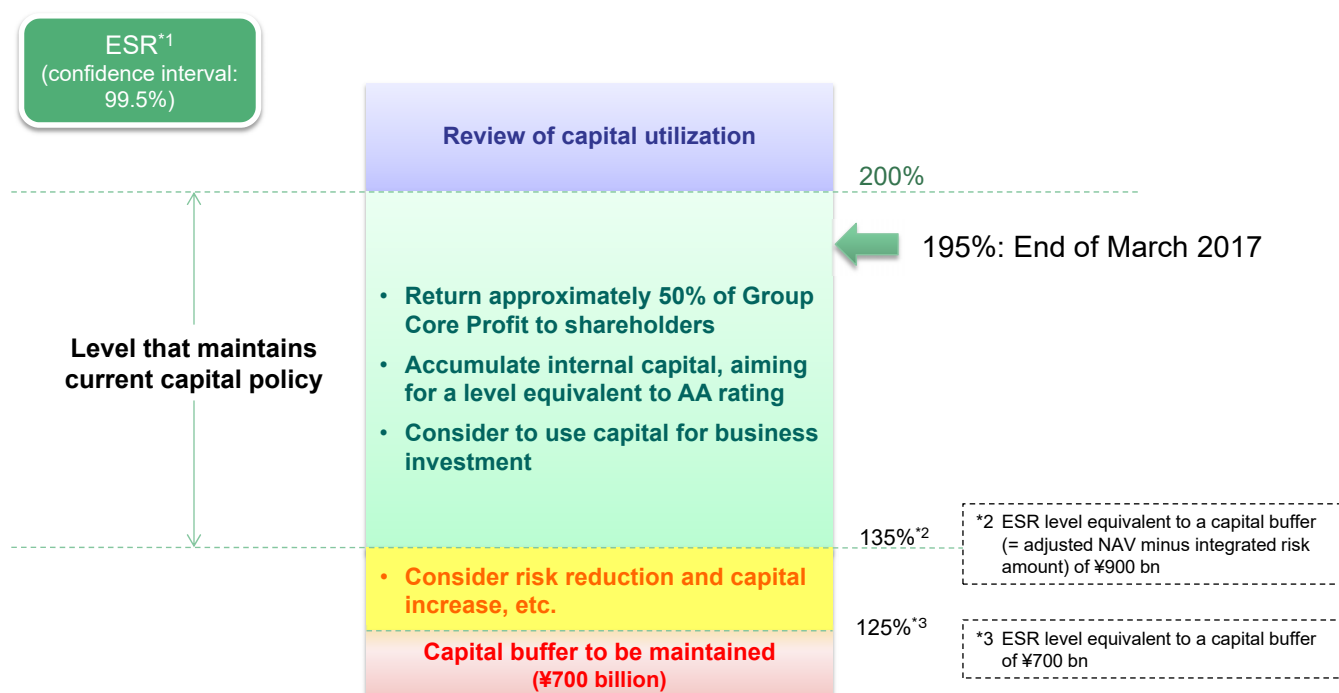 ESR*1
(confidence interval:
99.5%)
Review of capital utilization
200%
195%: End of March 2017
Level that maintains
current capital policy
• Return approximately 50% of Group
Core Profit to shareholders
• Accumulate internal capital, aiming
for a level equivalent to AA rating
• Consider to use capital for business
investment
135%*2
*2 ESR level equivalent to a capital buffer
(= adjusted NAV minus integrated risk
amount) of ¥900 bn
• Consider risk reduction and capital
increase, etc.
125%*3
*3 ESR level equivalent to a capital buffer
of ¥700 bn
Capital buffer to be maintained
(¥700 billion)